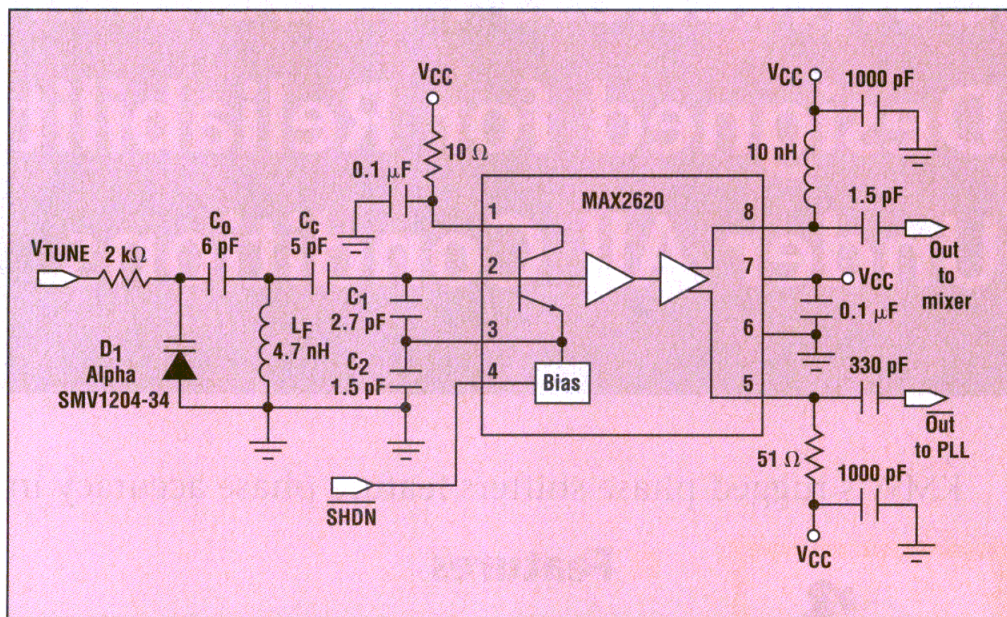 VCC
10 Ω
0.1 µF
VTUNE
2 kΩ
CO
6 pF
CC
5 pF
D1
Alpha
SMV1204-34
LF
4.7 nH
C1
2.7 pF
C2
1.5 pF
SHDN
MAX2620
1
2
3
4
Bias
8
7
6
5
VCC
1000 pF
10 nH
1.5 pF
Out
to
mixer
VCC
0.1 µF
330 pF
Out
to PLL
51 Ω
1000 pF
VCC